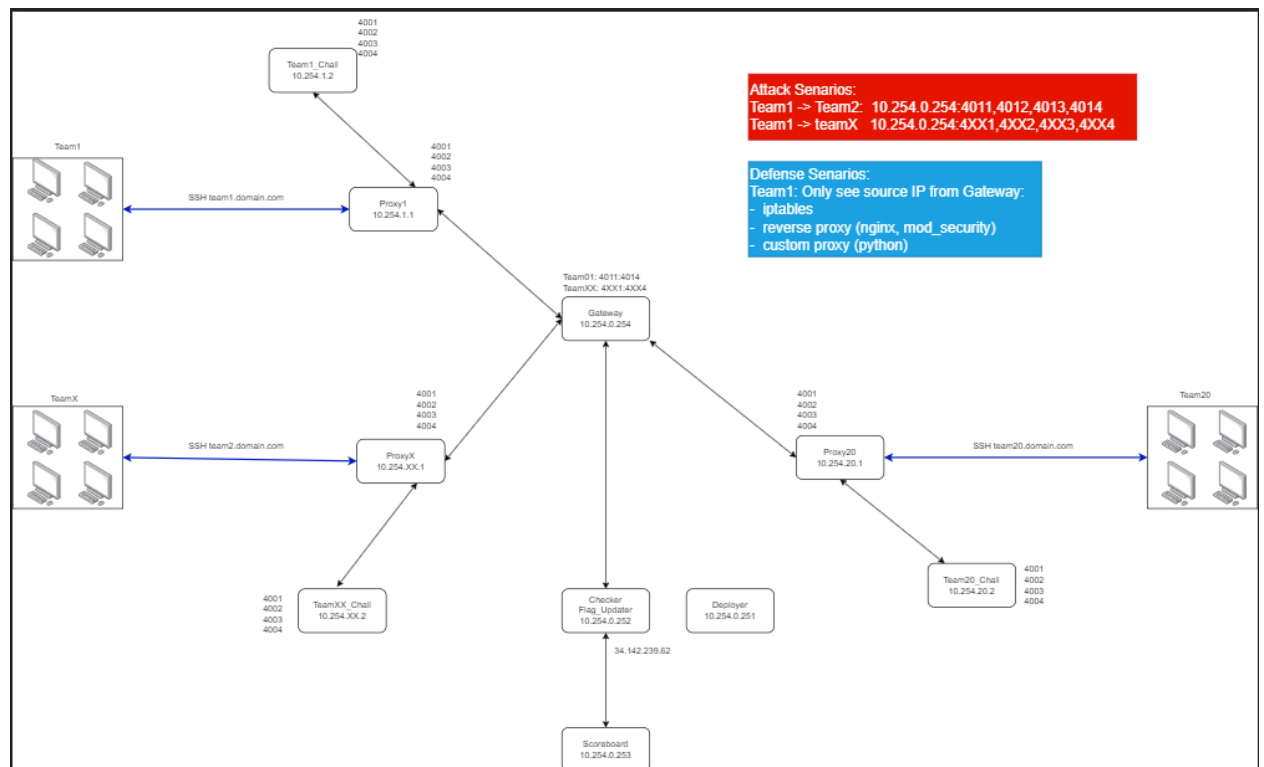 4001
4002
4003
4004
Team1_Chall
10.254.1.2
Attack Senarios:
Team1 -> Team2:  10.254.0.254:4011,4012,4013,4014
Team1 -> teamX   10.254.0.254:4XX1,4XX2,4XX3,4XX4
Team1
4001
4002
4003
4004
Defense Senarios:
Team1: Only see source IP from Gateway:
-  iptables
-  reverse proxy (nginx, mod_security)
-  custom proxy (python)
SSH team1.domain.com
Proxy1
10.254.1.1
Team01: 4011:4014
TeamXX: 4XX1:4XX4
Gateway
10.254.0.254
TeamX
4001
4002
4003
4004
SSH team2.domain.com
ProxyX
10.254.XX.1
4001
4002
4003
4004
Proxy20
10.254.20.1
SSH team20.domain.com
Team20
4001
4002
4003
4004
TeamXX_Chall
10.254.XX.2
Checker
Flag_Updater
10.254.0.252
Deployer
10.254.0.251
Team20_Chall
10.254.20.2
4001
4002
4003
4004
34.142.239.62
Scoreboard
10.254.0.253